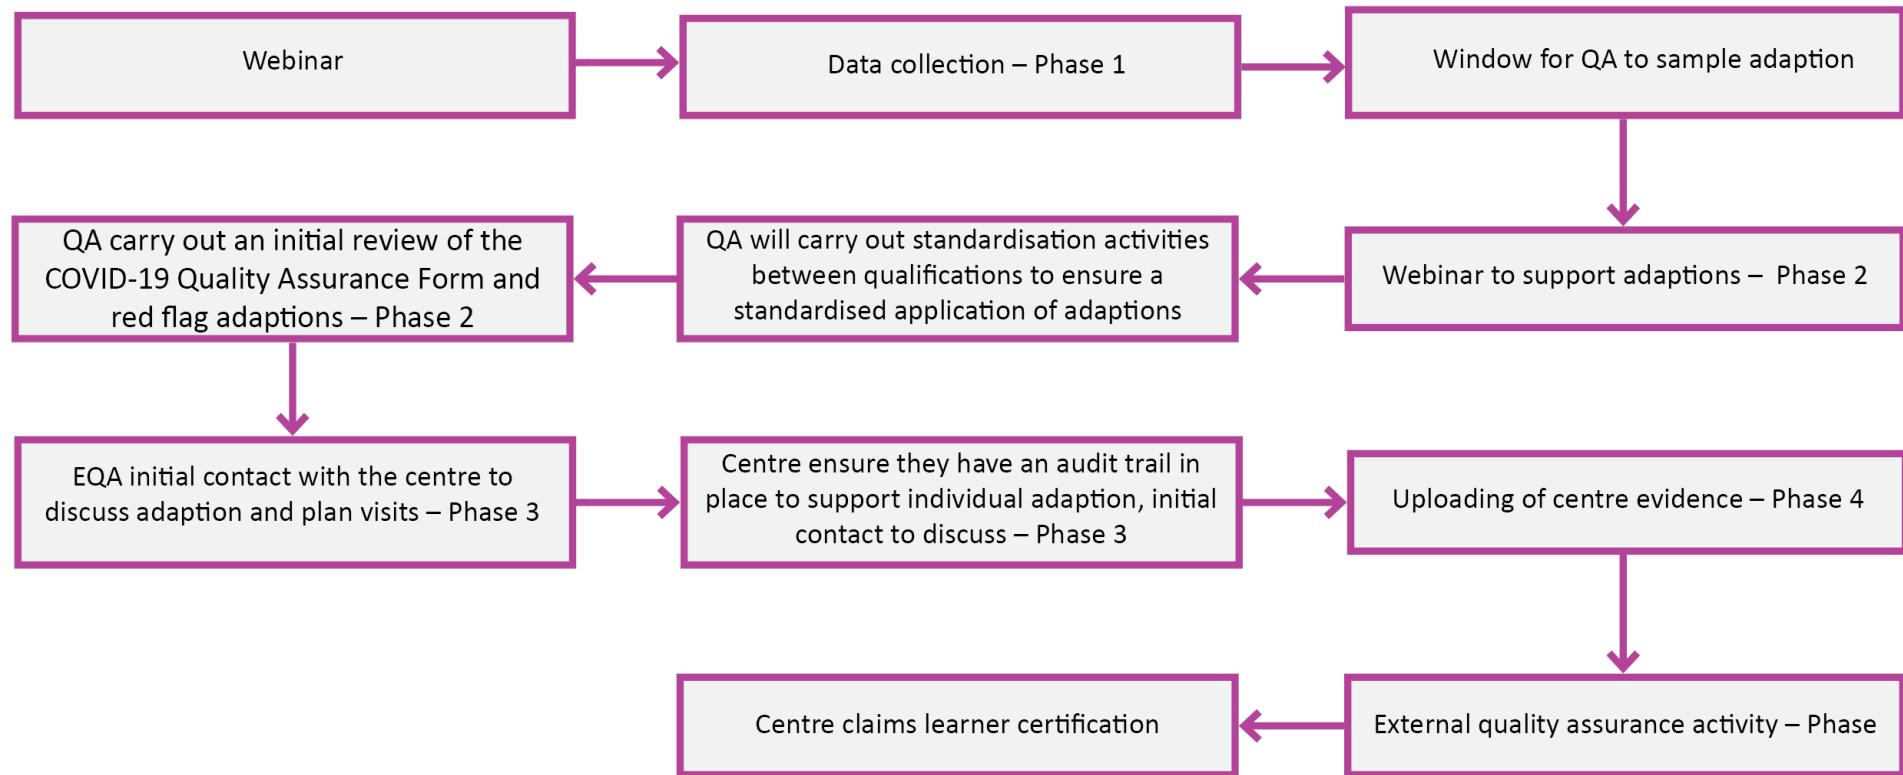 Webinar
Data collection – Phase 1
Window for QA to sample adaption
Webinar to support adaptions –  Phase 2
QA will carry out standardisation activities
between qualifications to ensure a
standardised application of adaptions
QA carry out an initial review of the
COVID-19 Quality Assurance Form and
red flag adaptions – Phase 2
EQA initial contact with the centre to
discuss adaption and plan visits – Phase 3
Centre ensure they have an audit trail in
place to support individual adaption, initial
contact to discuss – Phase 3
Uploading of centre evidence – Phase 4
External quality assurance activity – Phase
Centre claims learner certification